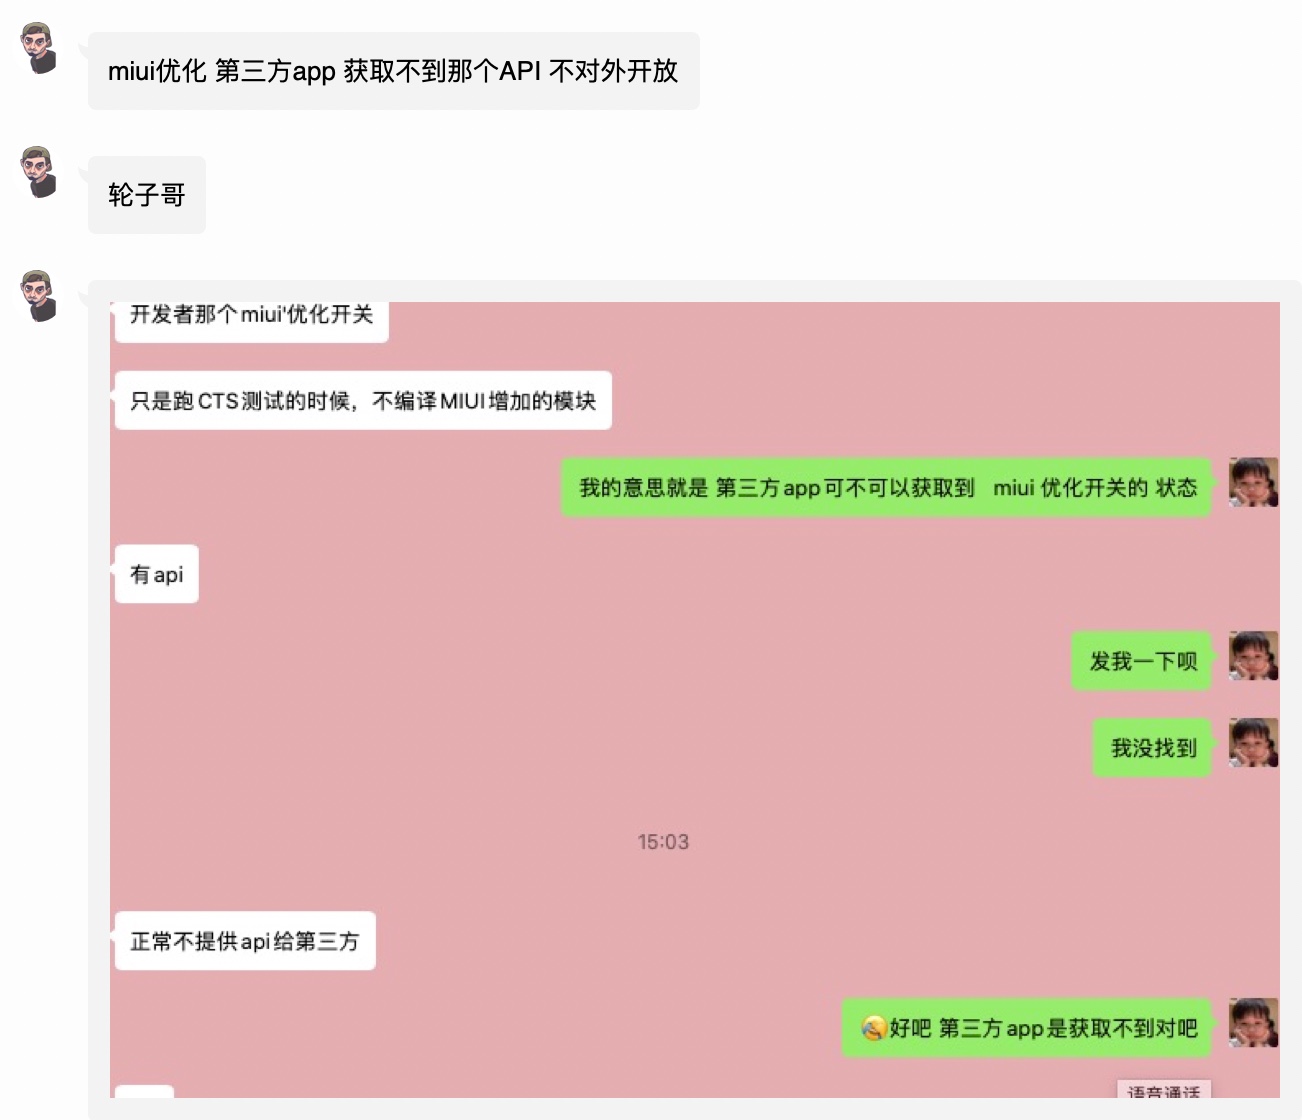 miui优化 第三方app 获取不到那个API 不对外开放
轮子哥
开发者那个miui'优化开关
只是跑CTS测试的时候，不编译MIUI增加的模块
我的意思就是 第三方app可不可以获取到 miui 优化开关的 状态
有api
发我一下呗
我没找到
15:03
正常不提供api给第三方
😂好吧 第三方app是获取不到对吧
语音通话